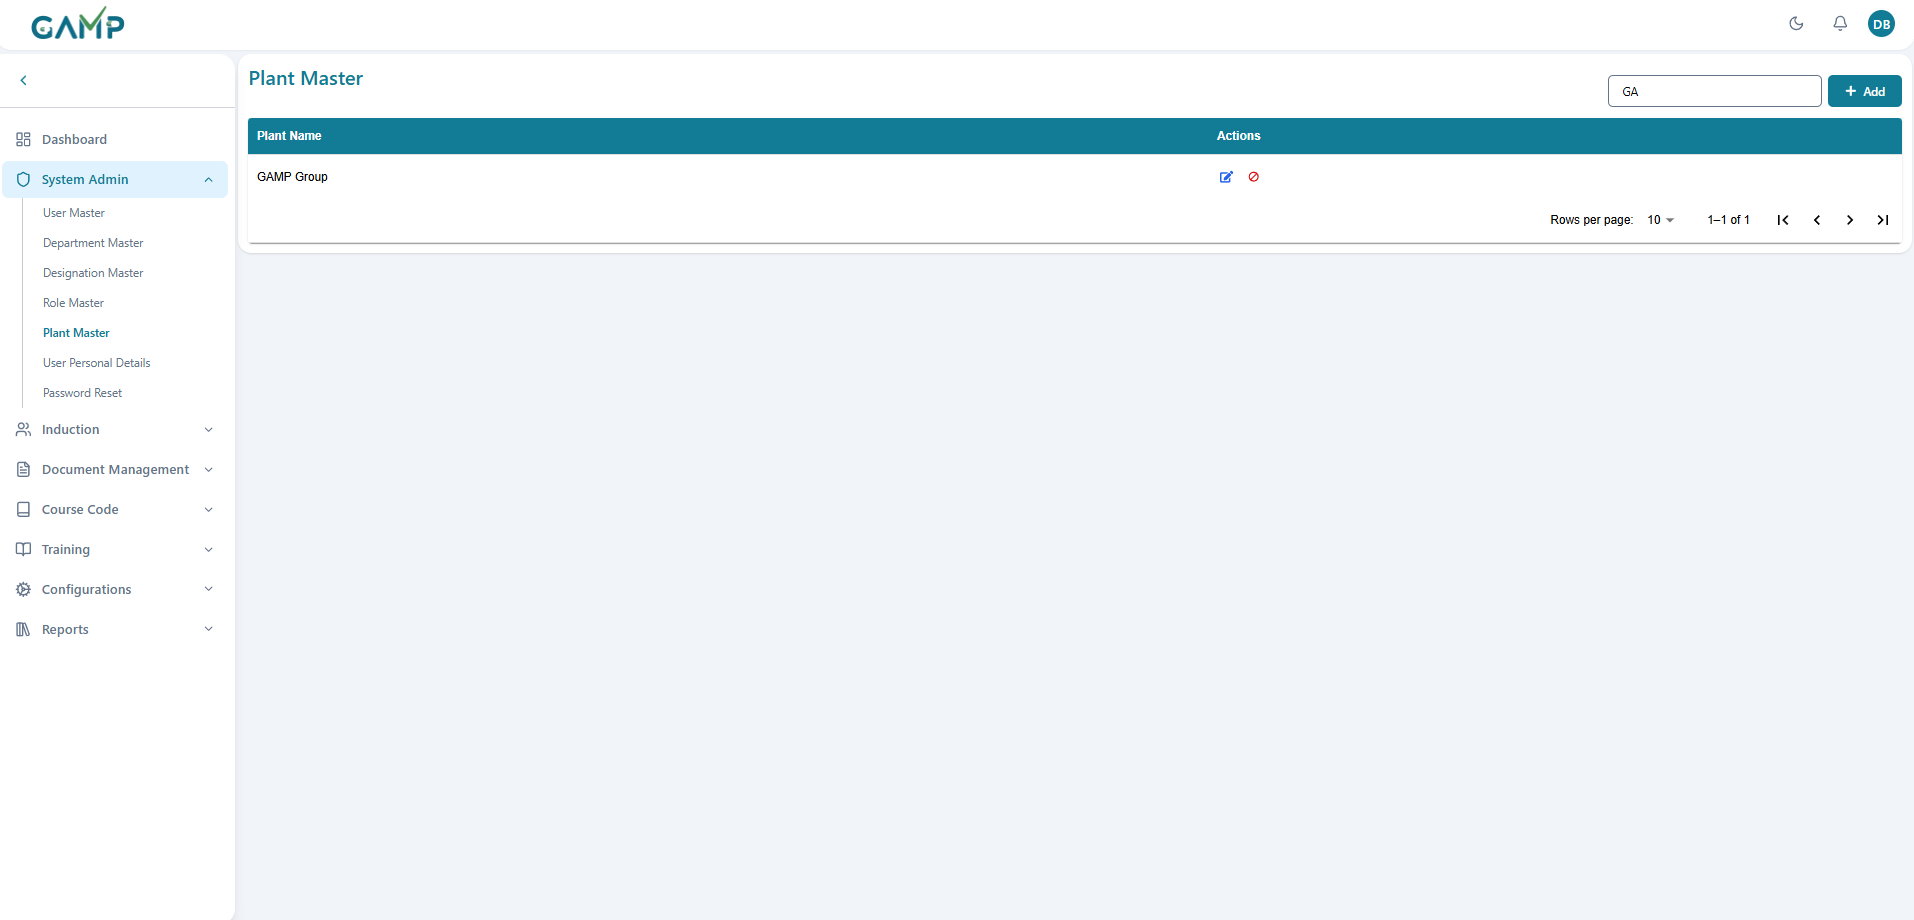 GAMP
DB
Plant Master
GA
+ Add
Plant Name Actions
GAMP Group
Rows per page: 10 1–1 of 1
Dashboard
System Admin
User Master
Department Master
Designation Master
Role Master
Plant Master
User Personal Details
Password Reset
Induction
Document Management
Course Code
Training
Configurations
Reports